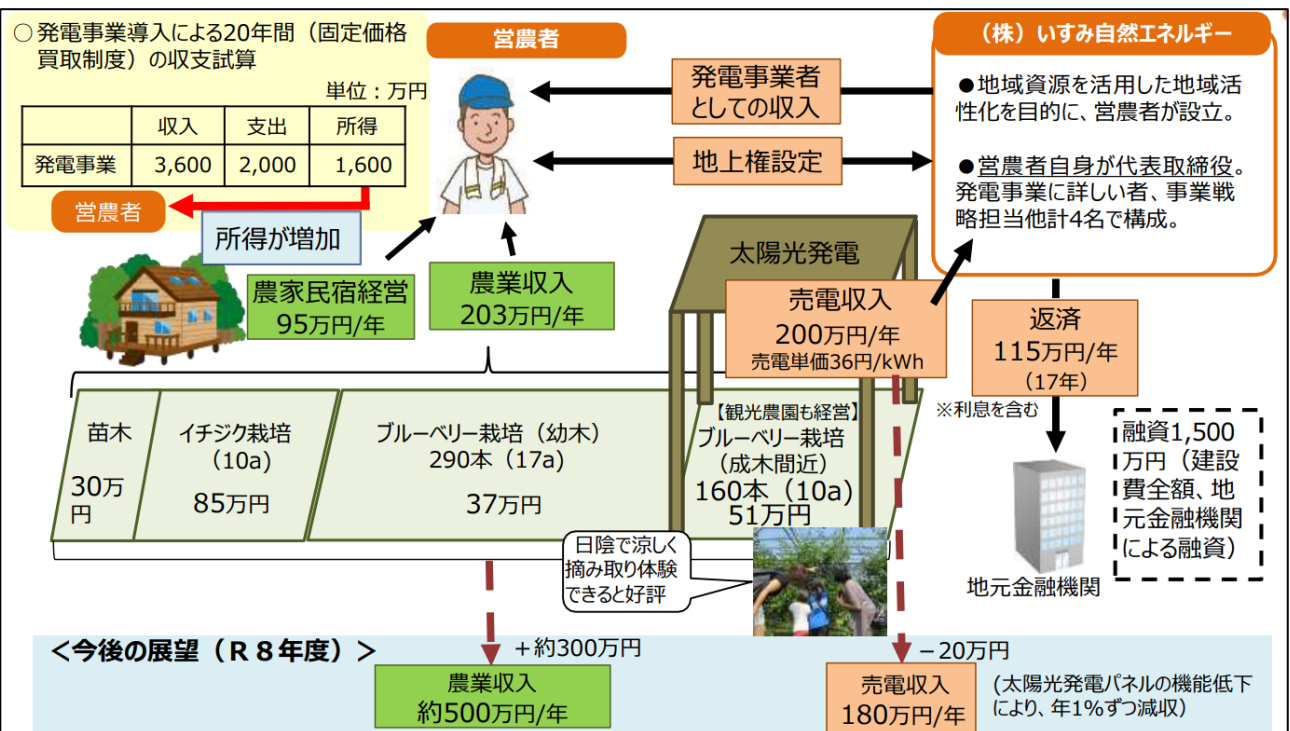 ○発電事業導入による20年間（固定価格
買取制度）の収支試算
単位：万円
収入 支出 所得
発電事業 3,600 2,000 1,600
営農者
所得が増加
営農者
発電事業者
としての収入
地上権設定
（株）いすみ自然エネルギー
●地域資源を活用した地域活
性化を目的に、営農者が設立。
●営農者自身が代表取締役。
発電事業に詳しい者、事業戦
略担当他計4名で構成。
農家民宿経営
95万円/年
農業収入
203万円/年
太陽光発電
売電収入
200万円/年
売電単価36円/kWh
返済
115万円/年
（17年）
※利息を含む
融資1,500
万円（建設
費全額、地
元金融機関
による融資）
地元金融機関
苗木
30万
円
イチジク栽培
（10a）
85万円
ブルーベリー栽培（幼木）
290本（17a）
37万円
【観光農園も経営】
ブルーベリー栽培
（成木間近）
160本（10a）
51万円
日陰で涼しく
摘み取り体験
できると好評
＜今後の展望（R８年度）＞
＋約300万円
農業収入
約500万円/年
－20万円
売電収入
180万円/年
(太陽光発電パネルの機能低下
により、年1％ずつ減収）